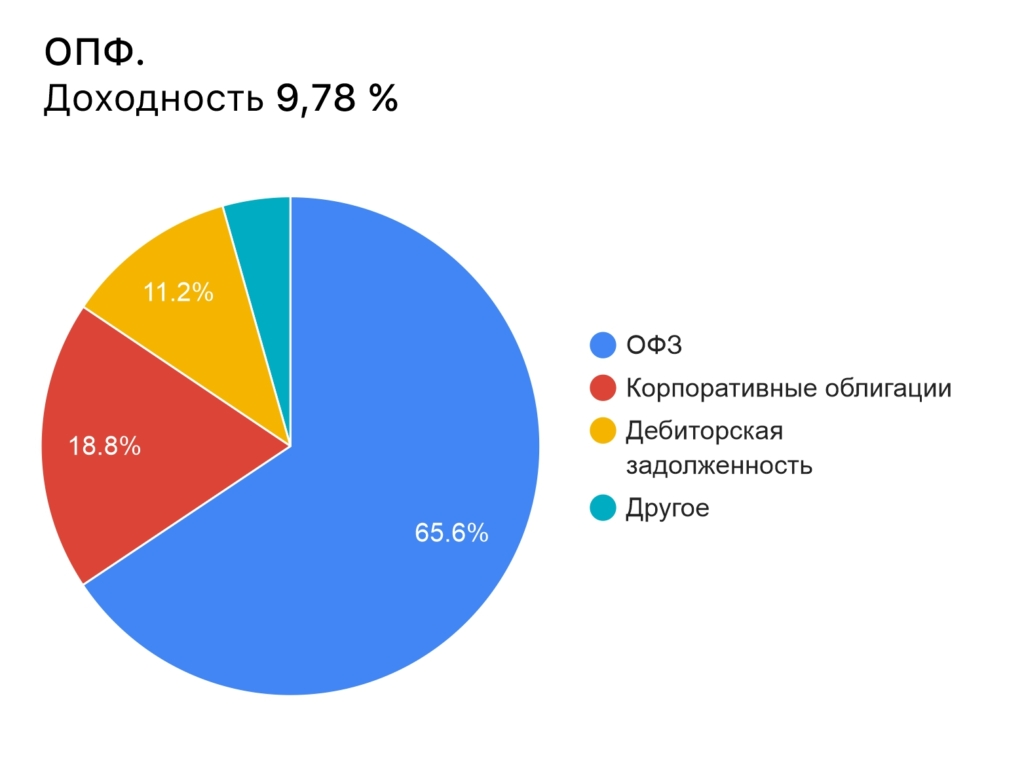 ОПФ.
Доходность 9,78 %
11.2%
18.8%
65.6%
ОФЗ
Корпоративные облигации
Дебиторская
задолженность
Другое